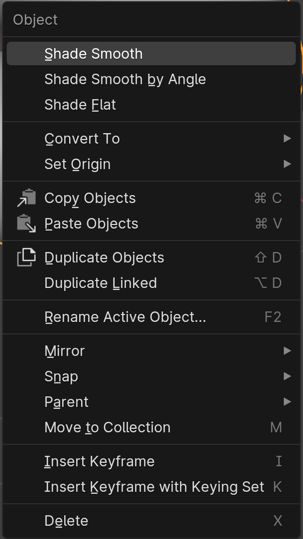 Object
Shade Smooth
Shade Smooth by Angle
Shade Flat
Convert To
Set Origin
Copy Objects ⌘ C
Paste Objects ⌘ V
Duplicate Objects ⇧ D
Duplicate Linked ⌥ D
Rename Active Object... F2
Mirror
Snap
Parent
Move to Collection M
Insert Keyframe I
Insert Keyframe with Keying Set K
Delete X